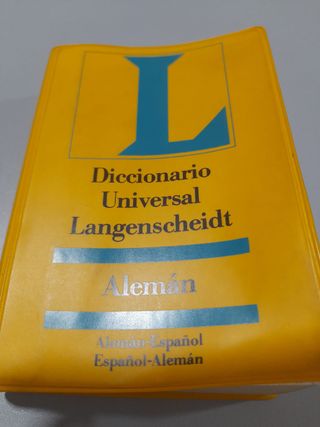 L
Diccionario
Universal
Langenscheidt
Alemán
Alemán-Español
Español-Alemán